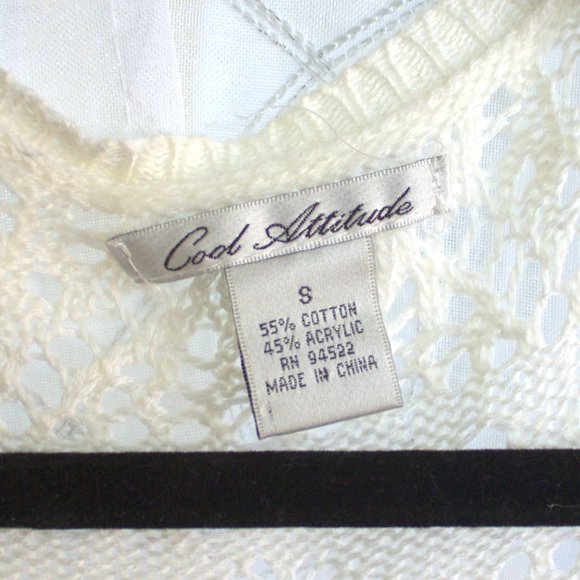 Cool Attitude
S
55% COTTON
45% ACRYLIC
RN 94522
MADE IN CHINA